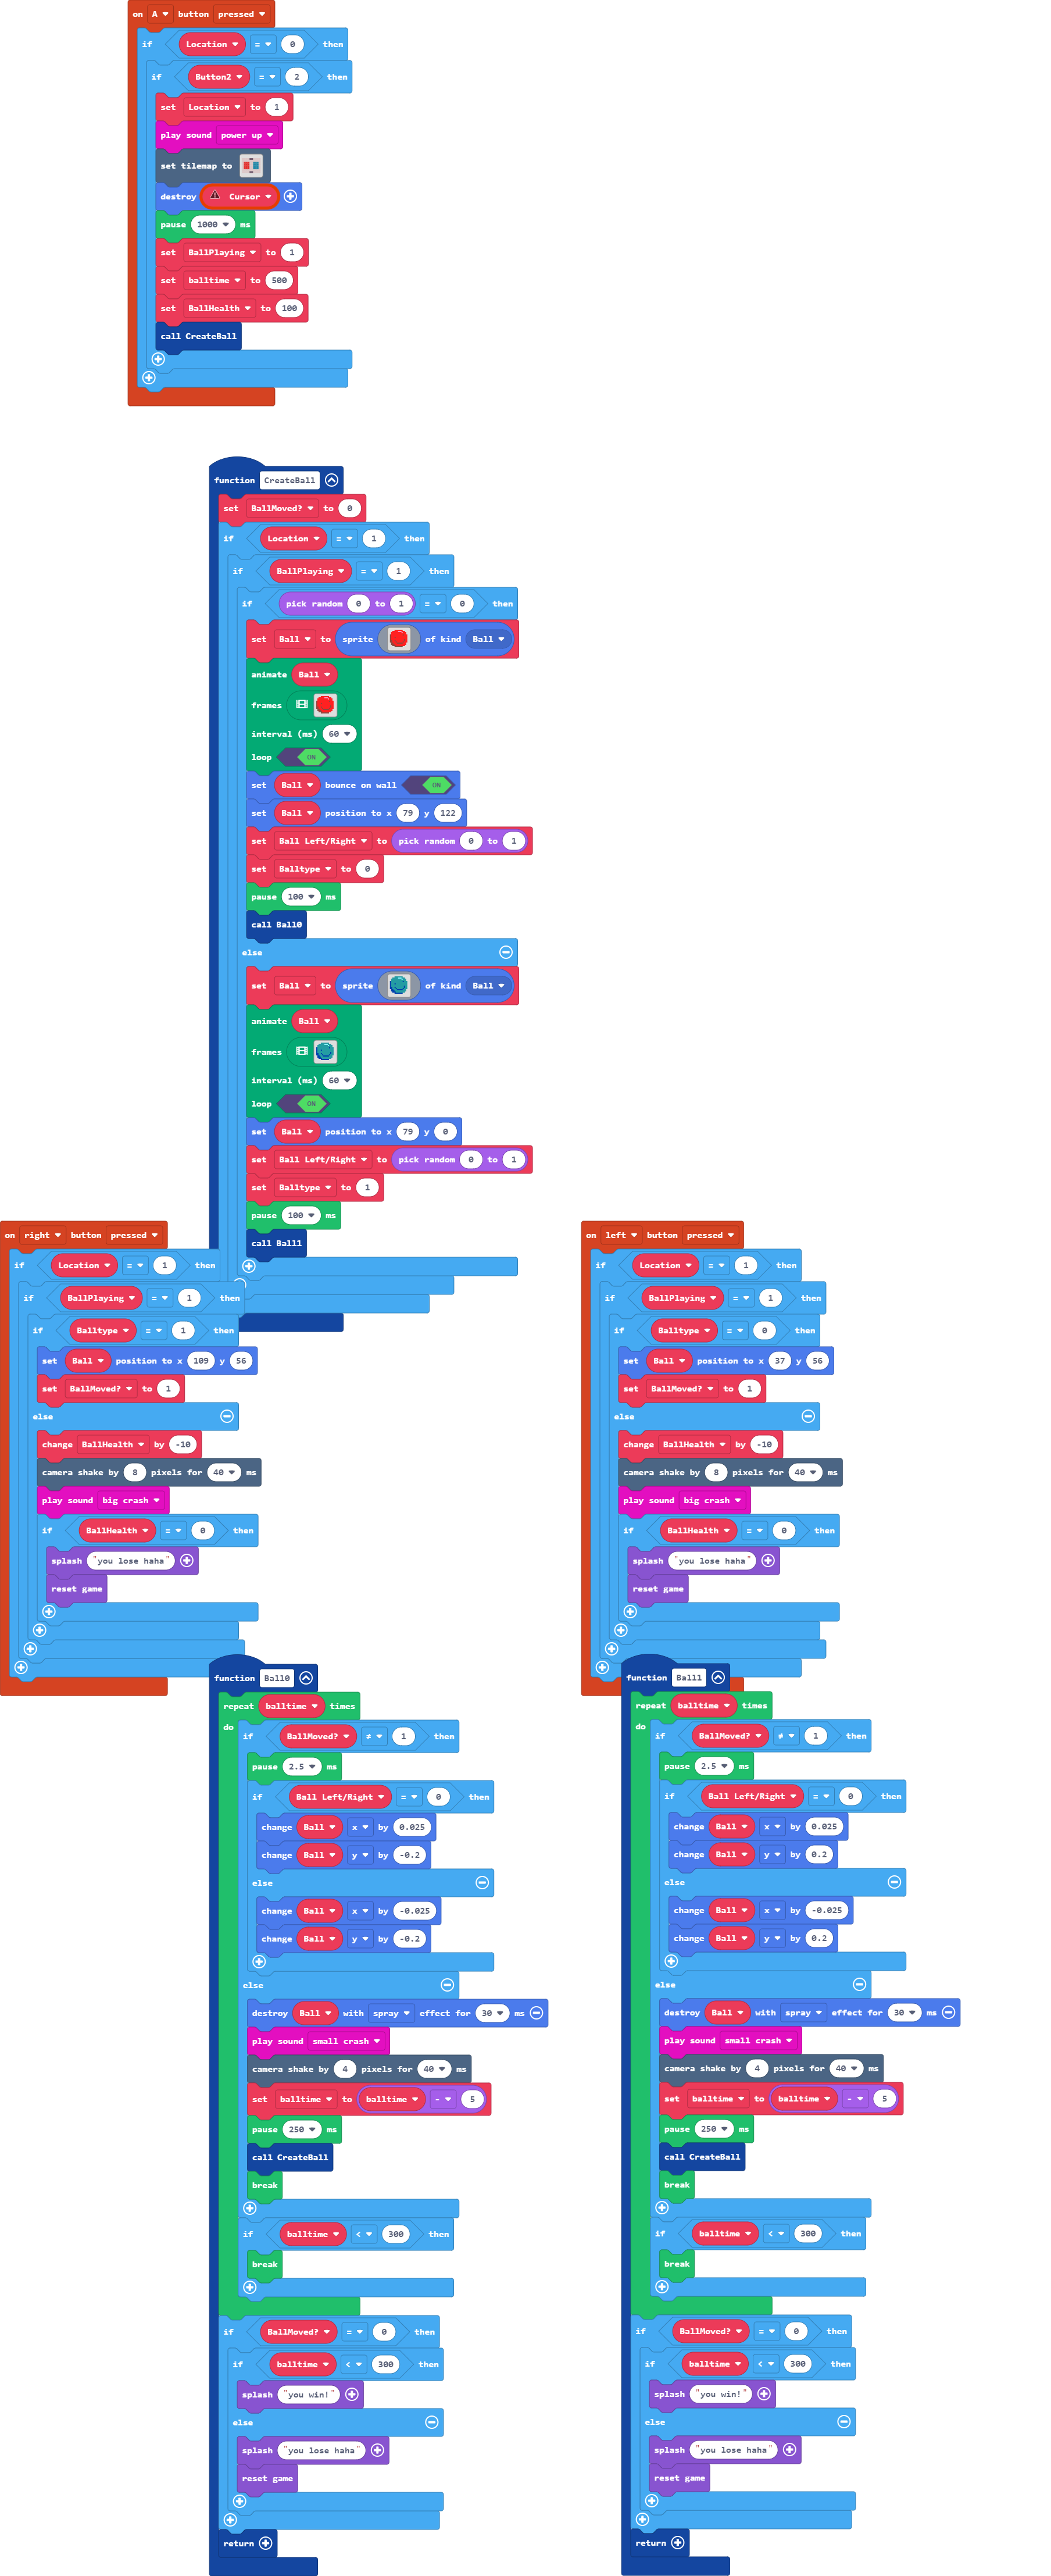 on A button pressed
if Location = 0 then
if Button2 = 2 then
set Location to 1
play sound power up
set tilemap to
destroy Cursor
pause 1000 ms
set BallPlaying to 1
set balltime to 500
set BallHealth to 100
call CreateBall
function CreateBall
set BallMoved? to 0
if Location = 1 then
if BallPlaying = 1 then
if pick random 0 to 1 = 0 then
set Ball to sprite of kind Ball
animate Ball
frames
interval (ms) 60
loop ON
set Ball bounce on wall ON
set Ball position to x 79 y 122
set Ball Left/Right to pick random 0 to 1
set Balltype to 0
pause 100 ms
call Ball0
else
set Ball to sprite of kind Ball
animate Ball
frames
interval (ms) 60
loop ON
set Ball position to x 79 y 0
set Ball Left/Right to pick random 0 to 1
set Balltype to 1
pause 100 ms
call Ball1
on right button pressed
if Location = 1 then
if BallPlaying = 1 then
if Balltype = 1 then
set Ball position to x 109 y 56
set BallMoved? to 1
else
change BallHealth by -10
camera shake by 8 pixels for 40 ms
play sound big crash
if BallHealth = 0 then
splash "you lose haha"
reset game
on left button pressed
if Location = 1 then
if BallPlaying = 1 then
if Balltype = 0 then
set Ball position to x 37 y 56
set BallMoved? to 1
else
change BallHealth by -10
camera shake by 8 pixels for 40 ms
play sound big crash
if BallHealth = 0 then
splash "you lose haha"
reset game
function Ball0
repeat balltime times
do
if BallMoved? ≠ 1 then
pause 2.5 ms
if Ball Left/Right = 0 then
change Ball x by 0.025
change Ball y by -0.2
else
change Ball x by -0.025
change Ball y by -0.2
else
destroy Ball with spray effect for 30 ms
play sound small crash
camera shake by 4 pixels for 40 ms
set balltime to balltime - 5
pause 250 ms
call CreateBall
break
if balltime < 300 then
break
if BallMoved? = 0 then
if balltime < 300 then
splash "you win!"
else
splash "you lose haha"
reset game
return
function Ball1
repeat balltime times
do
if BallMoved? ≠ 1 then
pause 2.5 ms
if Ball Left/Right = 0 then
change Ball x by 0.025
change Ball y by 0.2
else
change Ball x by -0.025
change Ball y by 0.2
else
destroy Ball with spray effect for 30 ms
play sound small crash
camera shake by 4 pixels for 40 ms
set balltime to balltime - 5
pause 250 ms
call CreateBall
break
if balltime < 300 then
break
if BallMoved? = 0 then
if balltime < 300 then
splash "you win!"
else
splash "you lose haha"
reset game
return